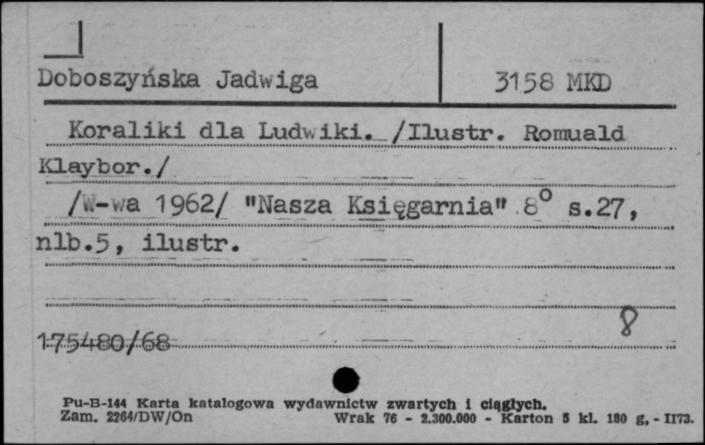 Doboszyńska Jadwiga 3158 MKD
Koraliki dla Ludwiki. /Ilustr. Romuald
Klaybor./
/W-wa 1962/ "Nasza Księgarnia" 8° s.27,
nlb.5, ilustr.
8
175480/68
Pu-B-144 Karta katalogowa wydawnictw zwartych i ciągłych.
Zam. 2264/DW/On Wrak 76 - 2.300.000 - Karton 5 kl. 180 g, - II73.